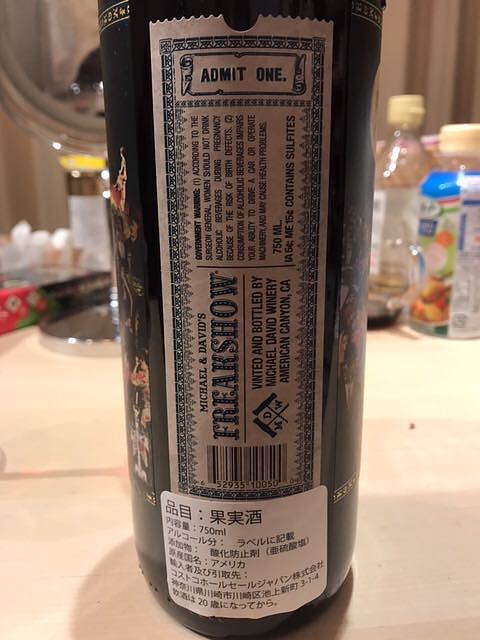 ADMIT ONE.
GOVERNMENT WARNING: (1) ACCORDING TO THE
SURGEON GENERAL, WOMEN SHOULD NOT DRINK
ALCOHOLIC BEVERAGES DURING PREGNANCY
BECAUSE OF THE RISK OF BIRTH DEFECTS. (2)
CONSUMPTION OF ALCOHOLIC BEVERAGES IMPAIRS
YOUR ABILITY TO DRIVE A CAR OR OPERATE
MACHINERY, AND MAY CAUSE HEALTH PROBLEMS.
750 ML
IA 5¢: ME 15¢ CONTAINS SULFITES
MICHAEL & DAVID'S
FREAKSHOW
VINTED AND BOTTLED BY
MICHAEL DAVID WINERY
AMERICAN CANYON, CA
M D W
6 52935 10050
品目：果実酒
内容量：750ml
アルコール分： ラベルに記載
添加物： 酸化防止剤（亜硫酸塩）
原産国名：アメリカ
輸入者及び引取先：
コストコホールセールジャパン株式会社
神奈川県川崎市川崎区池上新町 3-1-4
飲酒は 20 歳になってから。